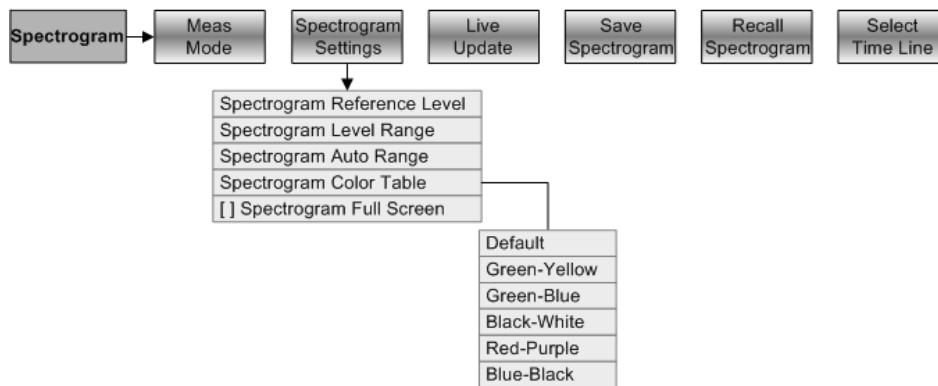 Spectrogram
Meas
Mode
Spectrogram
Settings
Live
Update
Save
Spectrogram
Recall
Spectrogram
Select
Time Line
Spectrogram Reference Level
Spectrogram Level Range
Spectrogram Auto Range
Spectrogram Color Table
[ ] Spectrogram Full Screen
Default
Green-Yellow
Green-Blue
Black-White
Red-Purple
Blue-Black